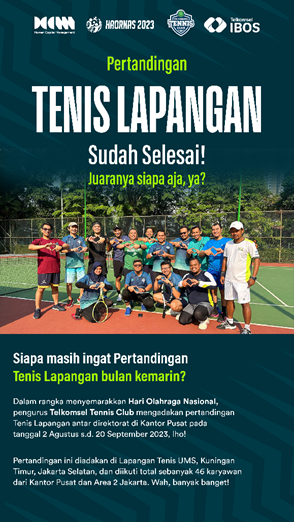 HCM
Human Capital Management
HAORNAS 2023
TENNIS
Telkomsel
IBOS
Pertandingan
TENIS LAPANGAN
Sudah Selesai!
Juaranya siapa aja, ya?
Siapa masih ingat Pertandingan
Tenis Lapangan bulan kemarin?
Dalam rangka menyemarakkan Hari Olahraga Nasional,
pengurus Telkomsel Tennis Club mengadakan pertandingan
Tenis Lapangan antar direktorat di Kantor Pusat pada
tanggal 2 Agustus s.d. 20 September 2023, lho!
Pertandingan ini diadakan di Lapangan Tenis UMS, Kuningan
Timur, Jakarta Selatan, dan diikuti total sebanyak 46 karyawan
dari Kantor Pusat dan Area 2 Jakarta. Wah, banyak banget!